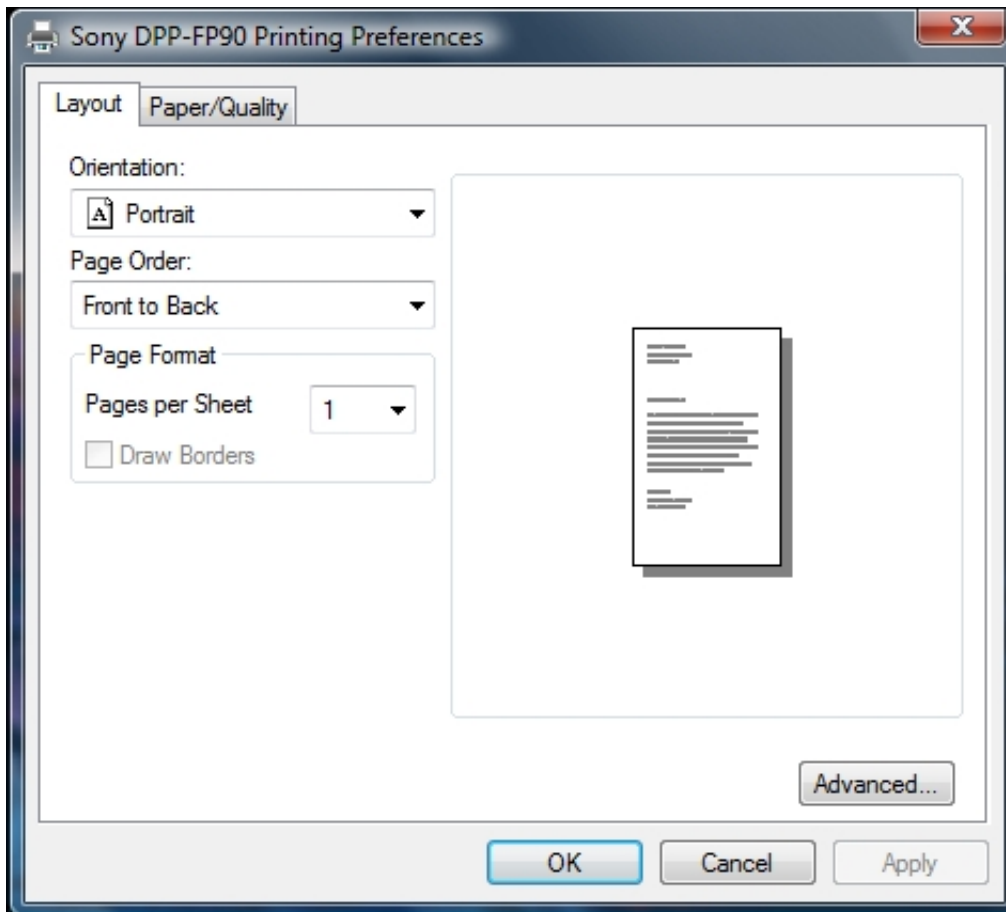 Sony DPP-FP90 Printing Preferences
Layout
Paper/Quality
Orientation:
Portrait
Page Order:
Front to Back
Page Format
Pages per Sheet
1
Draw Borders
Advanced...
OK
Cancel
Apply